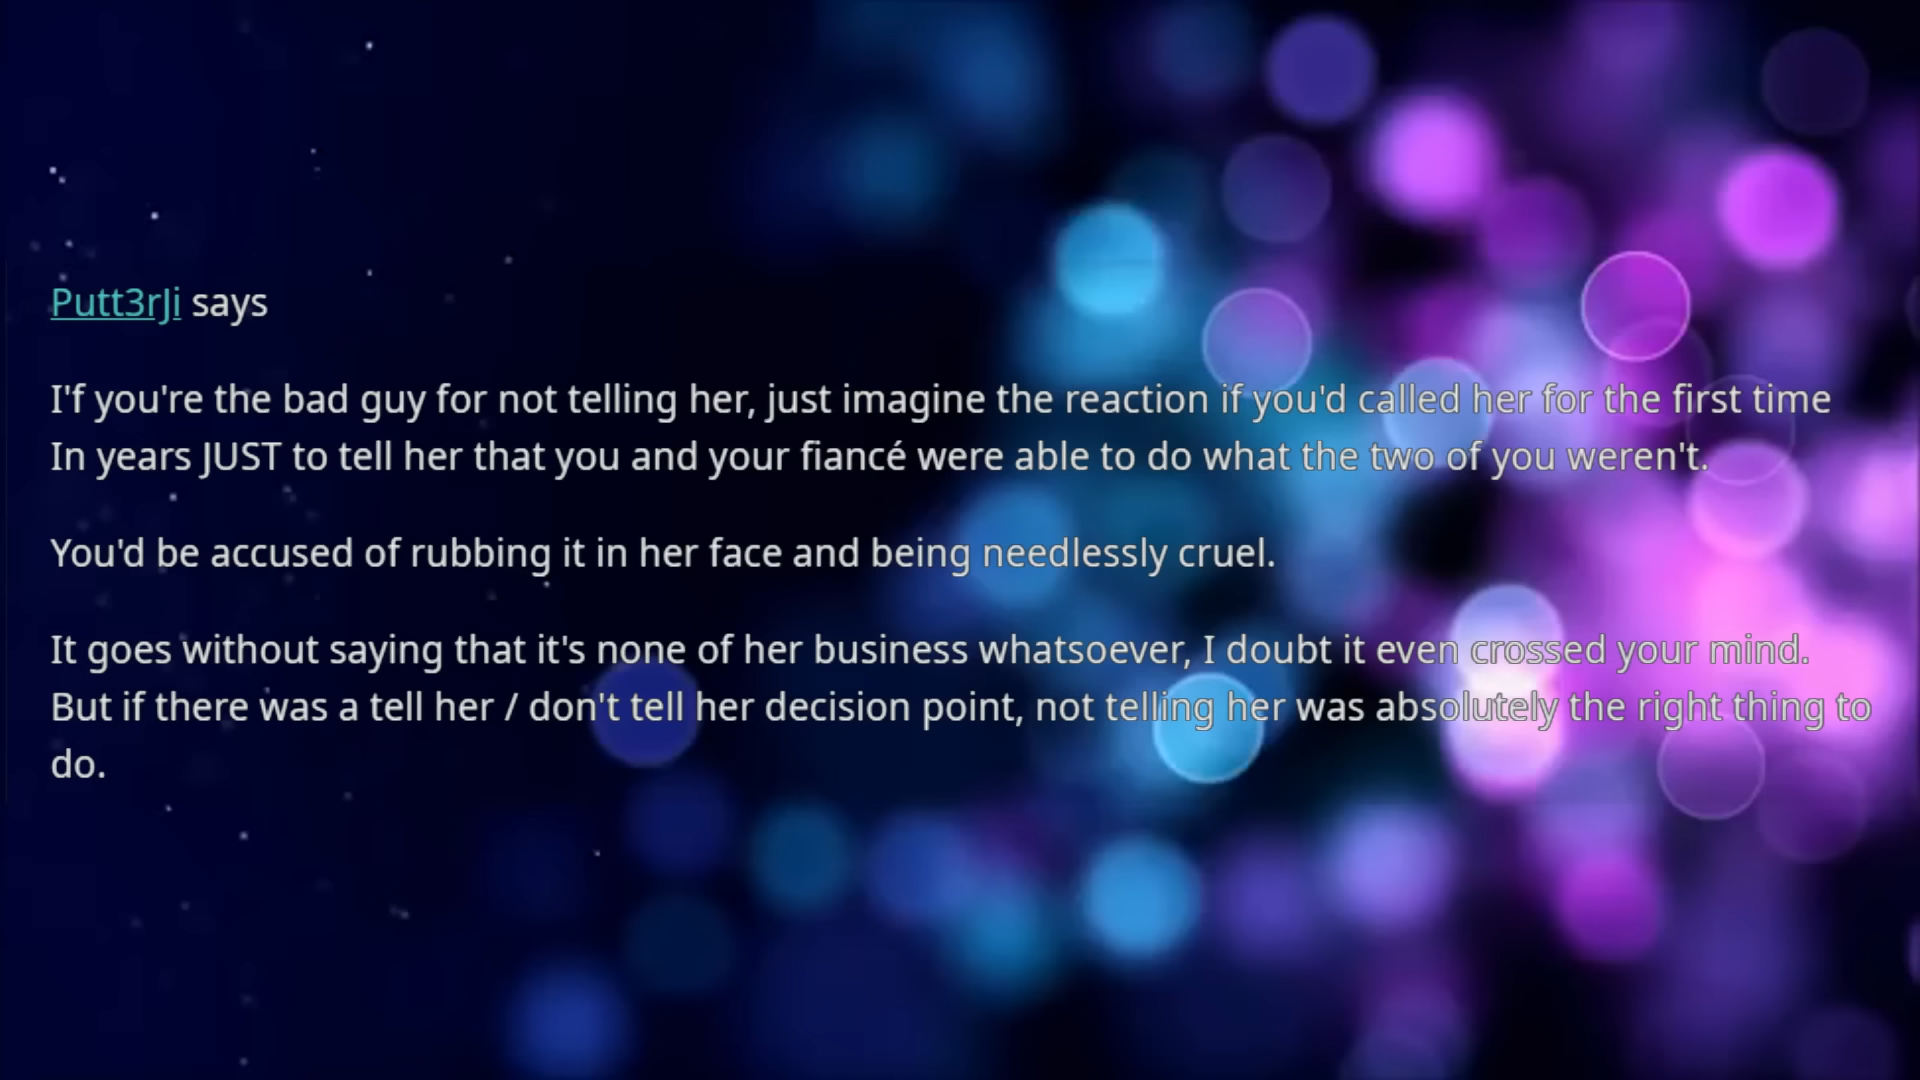 Putt3rJi says
I'f you're the bad guy for not telling her, just imagine the reaction if you'd called her for the first time
In years JUST to tell her that you and your fiancé were able to do what the two of you weren't.
You'd be accused of rubbing it in her face and being needlessly cruel.
It goes without saying that it's none of her business whatsoever, I doubt it even crossed your mind.
But if there was a tell her / don't tell her decision point, not telling her was absolutely the right thing to
do.